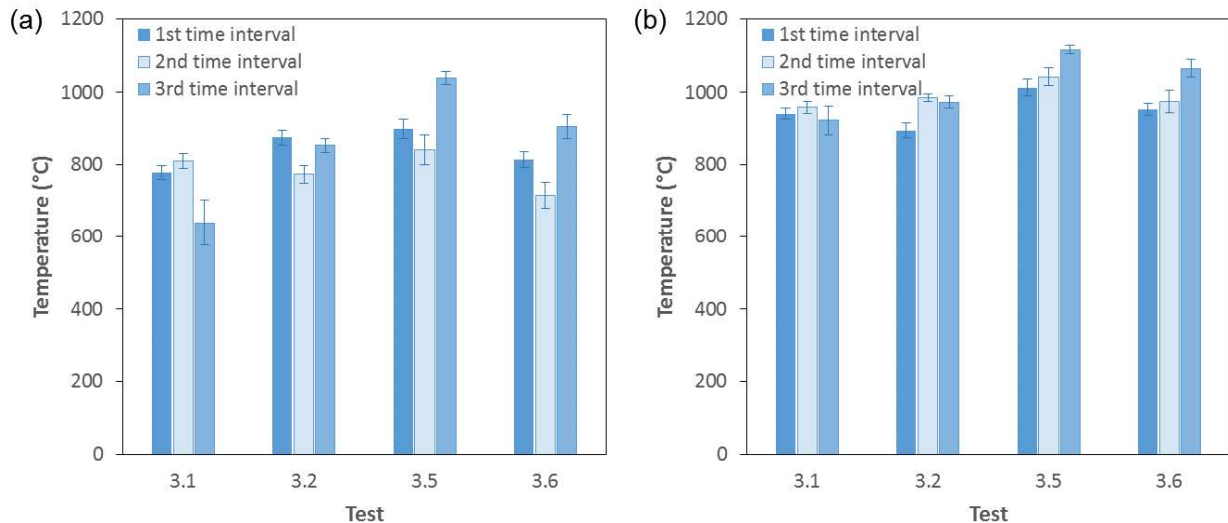 (a)
1200
1000
800
600
400
200
0
Temperature (°C)
1st time interval
2nd time interval
3rd time interval
3.1 3.2 3.5 3.6
Test
(b)
1200
1000
800
600
400
200
0
Temperature (°C)
1st time interval
2nd time interval
3rd time interval
3.1 3.2 3.5 3.6
Test